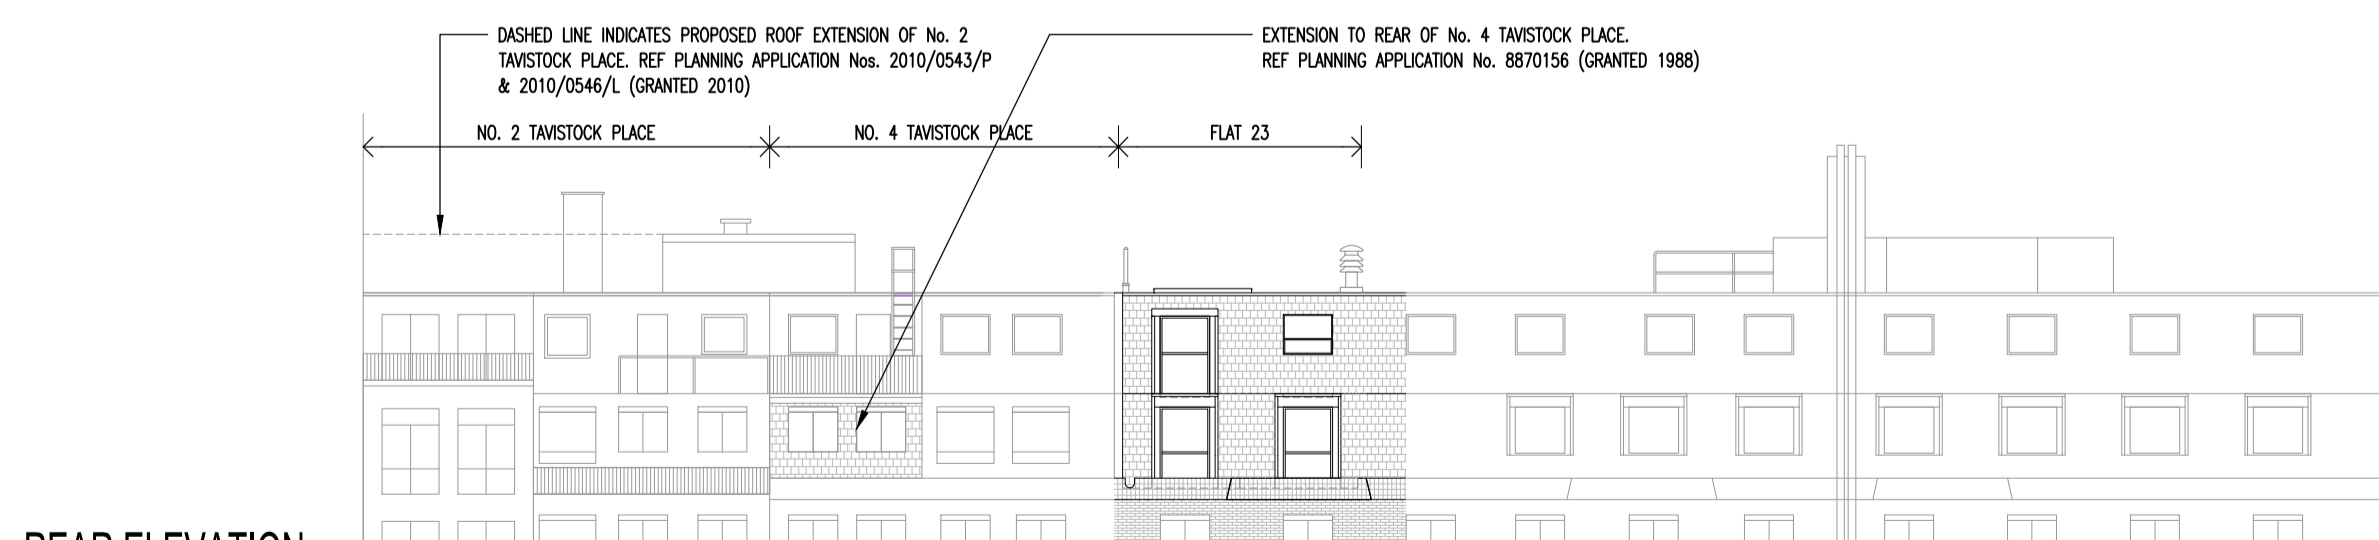 DASHED LINE INDICATES PROPOSED ROOF EXTENSION OF No. 2
TAVISTOCK PLACE. REF PLANNING APPLICATION Nos. 2010/0543/P
& 2010/0546/L (GRANTED 2010)
EXTENSION TO REAR OF No. 4 TAVISTOCK PLACE.
REF PLANNING APPLICATION No. 8870156 (GRANTED 1988)
NO. 2 TAVISTOCK PLACE
NO. 4 TAVISTOCK PLACE
FLAT 23
REAR ELEVATION